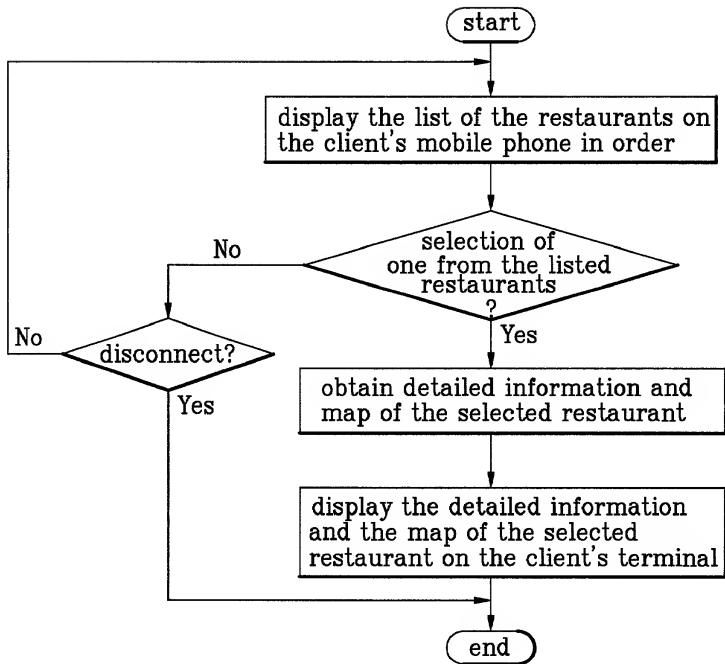 start
display the list of the restaurants on
the client's mobile phone in order
selection of
one from the listed
restaurants
?
No
Yes
No
disconnect?
Yes
obtain detailed information and
map of the selected restaurant
display the detailed information
and the map of the selected
restaurant on the client's terminal
end